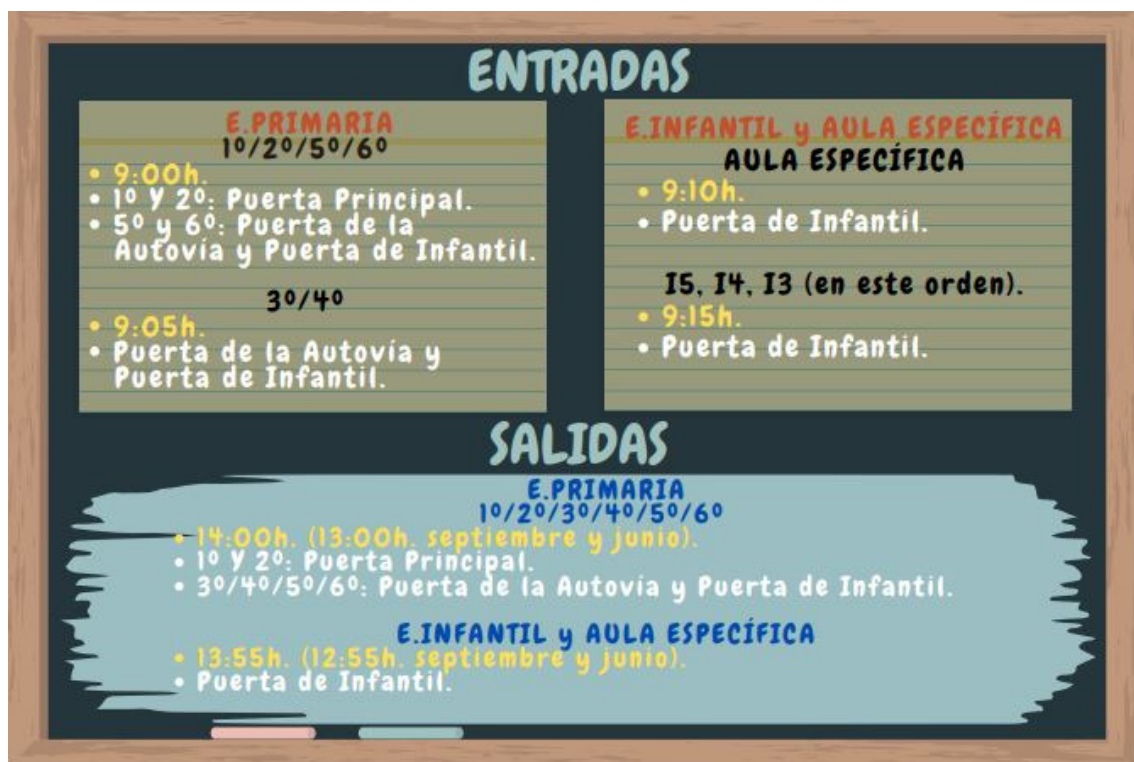 ENTRADAS
E.PRIMARIA
1º/2º/5º/6º
• 9:00h.
• 1º Y 2º: Puerta Principal.
• 5º y 6º: Puerta de la
Autovía y Puerta de Infantil.
3º/4º
• 9:05h.
• Puerta de la Autovía y
Puerta de Infantil.
E.INFANTIL y AULA ESPECÍFICA
AULA ESPECÍFICA
• 9:10h.
• Puerta de Infantil.
I5, I4, I3 (en este orden).
• 9:15h.
• Puerta de Infantil.
SALIDAS
E.PRIMARIA
1º/2º/3º/4º/5º/6º
• 14:00h. (13:00h. septiembre y junio).
• 1º Y 2º: Puerta Principal.
• 3º/4º/5º/6º: Puerta de la Autovía y Puerta de Infantil.
E.INFANTIL y AULA ESPECÍFICA
• 13:55h. (12:55h. septiembre y junio).
• Puerta de Infantil.